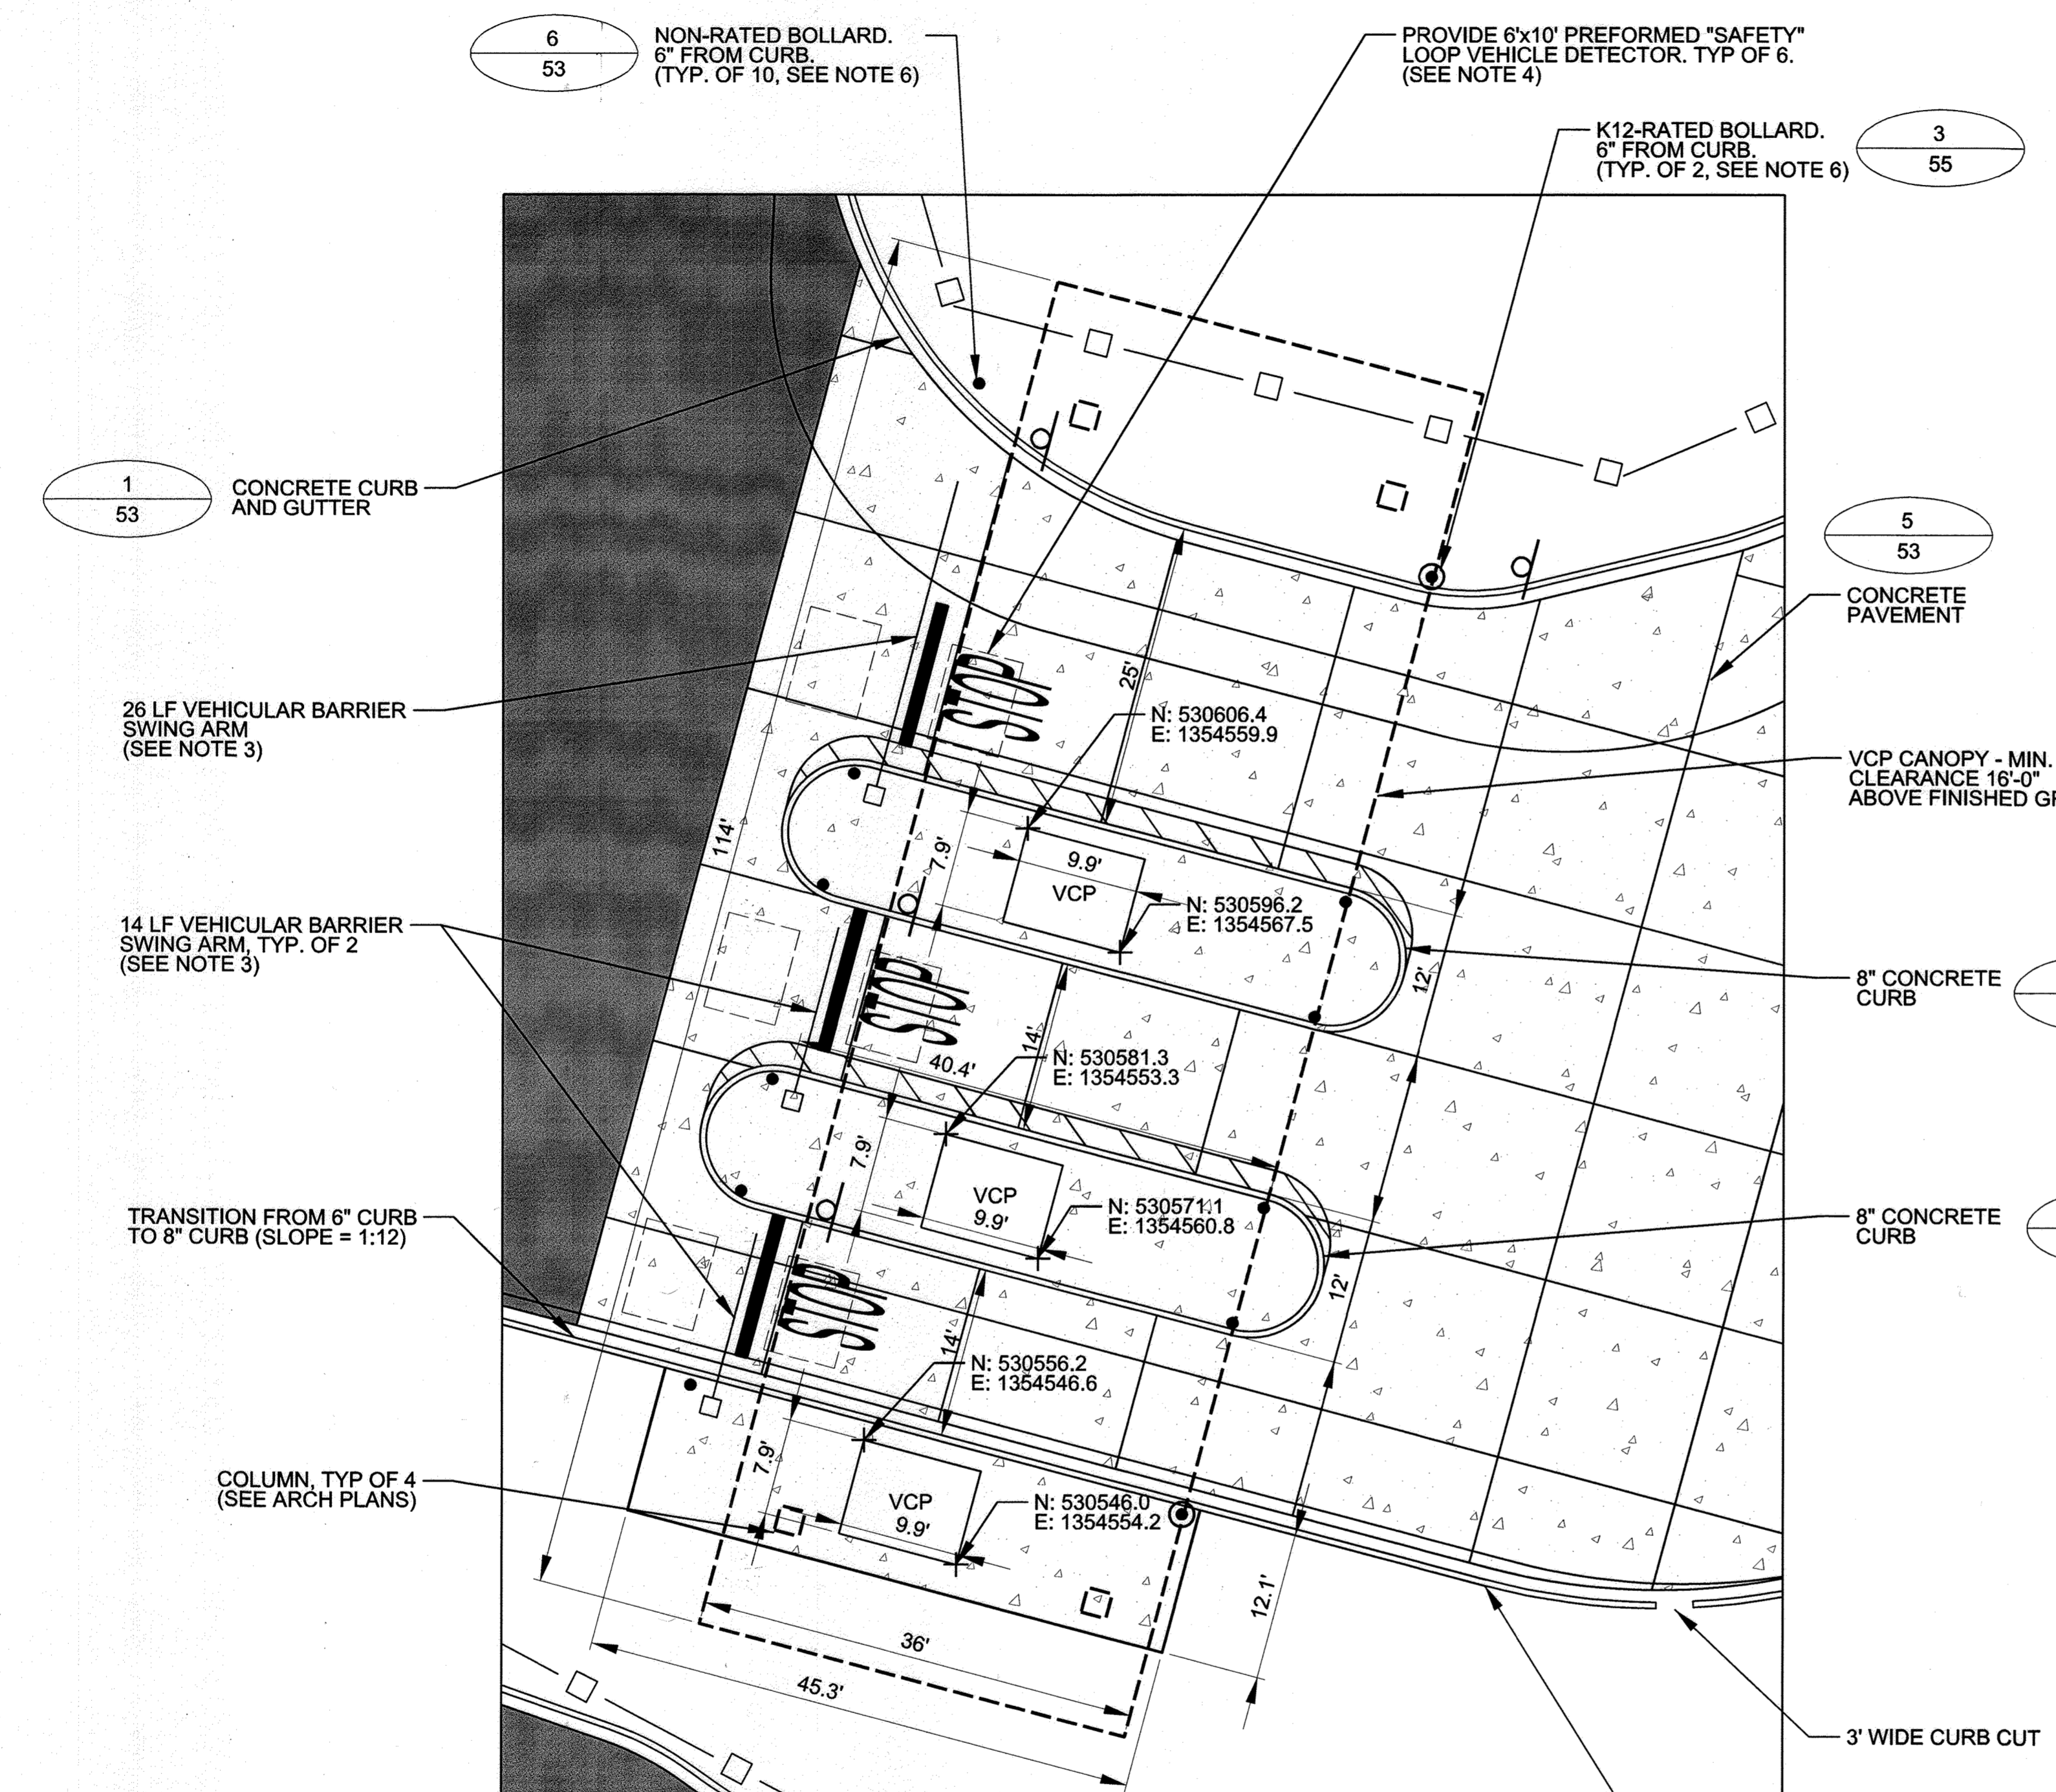 6
53
NON-RATED BOLLARD.
6" FROM CURB.
(TYP. OF 10, SEE NOTE 6)
PROVIDE 6'x10' PREFORMED "SAFETY"
LOOP VEHICLE DETECTOR. TYP OF 6.
(SEE NOTE 4)
K12-RATED BOLLARD.
6" FROM CURB.
(TYP. OF 2, SEE NOTE 6)
3
55
1
53
CONCRETE CURB
AND GUTTER
5
53
CONCRETE
PAVEMENT
26 LF VEHICULAR BARRIER
SWING ARM
(SEE NOTE 3)
STOP
25'
N: 530606.4
E: 1354559.9
VCP CANOPY - MIN.
CLEARANCE 16'-0"
ABOVE FINISHED
114'
7.9'
9.9'
VCP
N: 530596.2
E: 1354567.5
14 LF VEHICULAR BARRIER
SWING ARM, TYP. OF 2
(SEE NOTE 3)
STOP
12'
8" CONCRETE
CURB
14'
40.4'
N: 530581.3
E: 1354553.3
7.9'
VCP
9.9'
N: 530571.1
E: 1354560.8
TRANSITION FROM 6" CURB
TO 8" CURB (SLOPE = 1:12)
8" CONCRETE
CURB
STOP
12'
14'
N: 530556.2
E: 1354546.6
7.9'
COLUMN, TYP OF 4
(SEE ARCH PLANS)
VCP
9.9'
N: 530546.0
E: 1354554.2
12.1'
36'
45.3'
3' WIDE CURB CUT